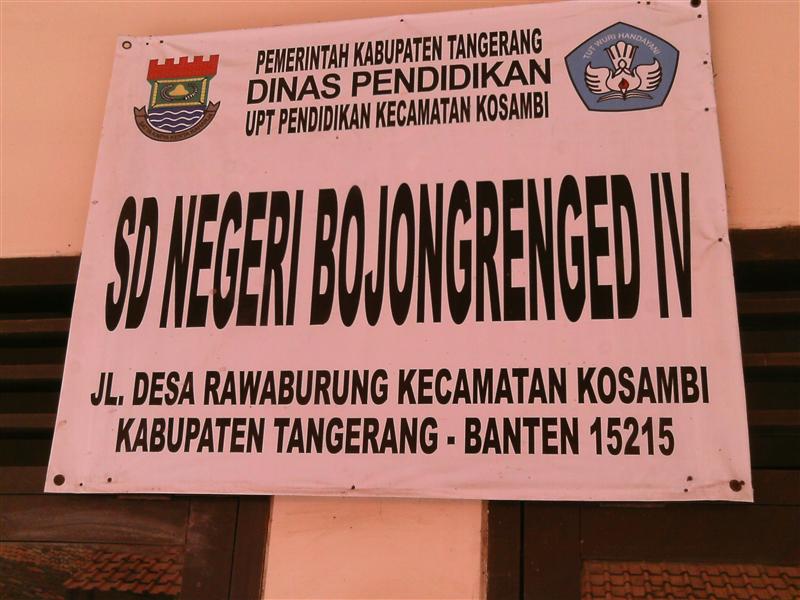 PEMERINTAH KABUPATEN TANGERANG
DINAS PENDIDIKAN
UPT PENDIDIKAN KECAMATAN KOSAMBI
TUT WURI HANDAYANI
SD NEGERI BOJONGRENGED IV
JL. DESA RAWABURUNG KECAMATAN KOSAMBI
KABUPATEN TANGERANG - BANTEN 15215